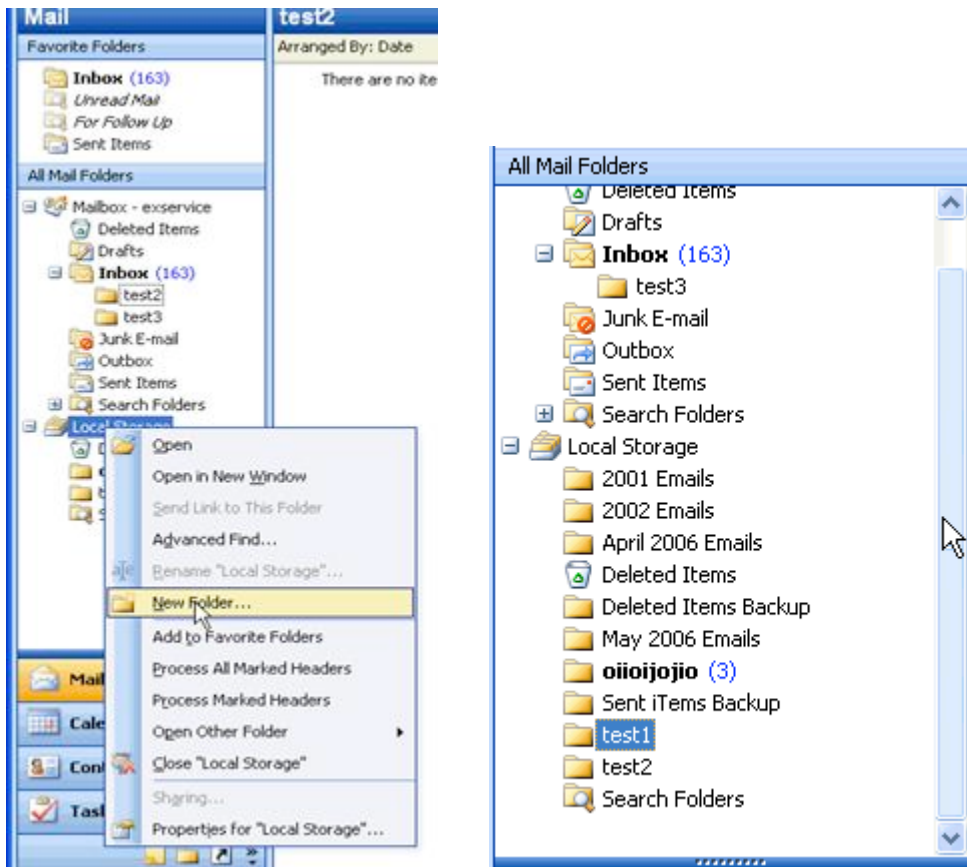 Mail
test2
Favorite Folders
Arranged By: Date
Inbox (163)
There are no ite
Unread Mail
For Follow Up
Sent Items
All Mail Folders
Mailbox - exservice
Deleted Items
Drafts
Inbox (163)
test2
test3
Junk E-mail
Outbox
Sent Items
Search Folders
Local Storage
Open
Open in New Window
Send Link to This Folder
Advanced Find...
Rename "Local Storage"...
New Folder...
Add to Favorite Folders
Process All Marked Headers
Process Marked Headers
Open Other Folder
Close "Local Storage"
Sharing...
Properties for "Local Storage"...
Mail
Cale
Con
Tas
All Mail Folders
Deleted Items
Drafts
Inbox (163)
test3
Junk E-mail
Outbox
Sent Items
Search Folders
Local Storage
2001 Emails
2002 Emails
April 2006 Emails
Deleted Items
Deleted Items Backup
May 2006 Emails
oiioijojio (3)
Sent iTems Backup
test1
test2
Search Folders